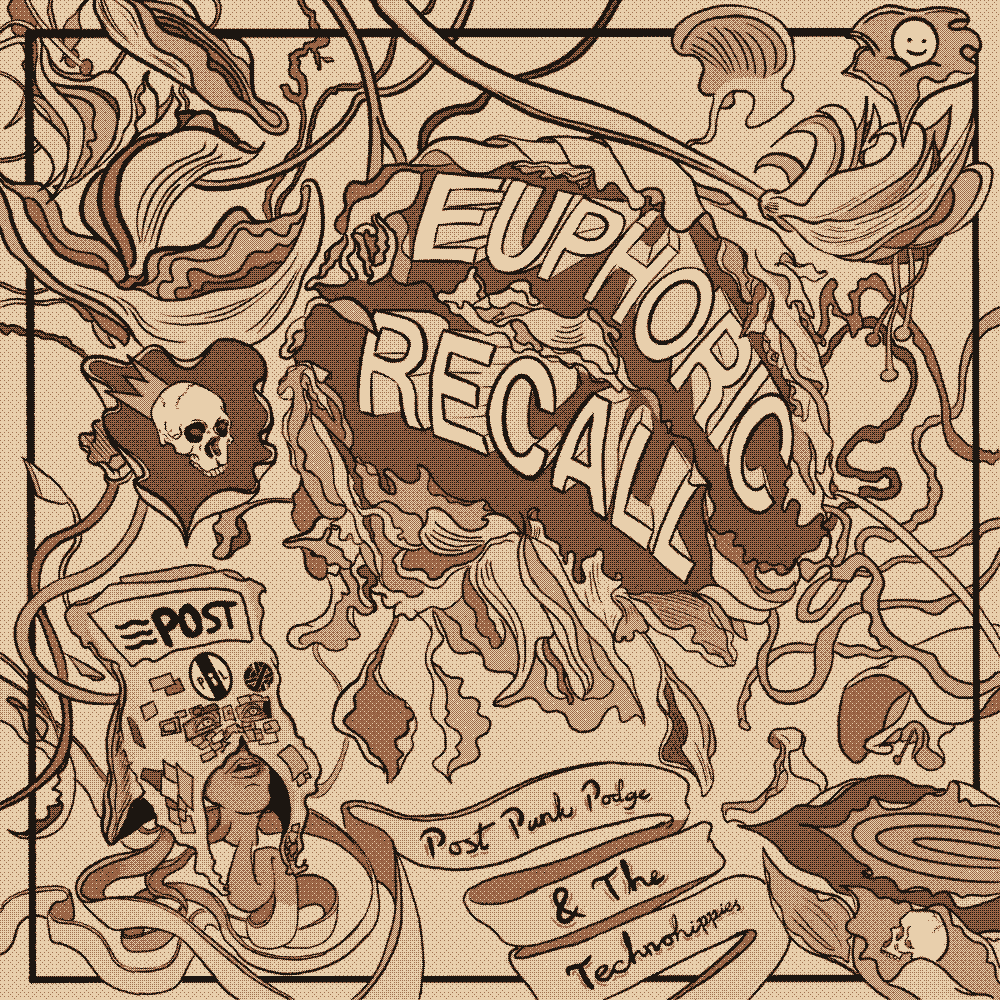 EUPHORIC
RECALL
POST
Post Punk Podge
& The
Technohippies